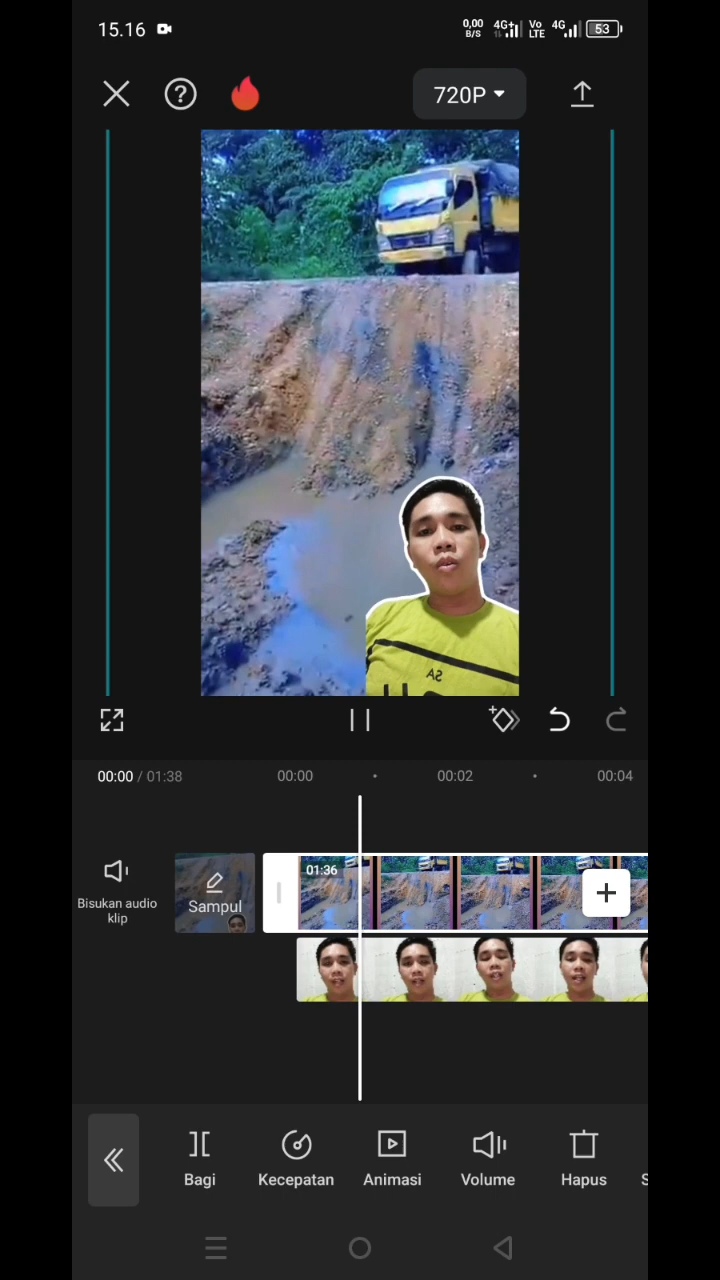 15.16
0,00 B/S 4G+ Vo LTE 4G 53
?
720P
AS
00:00 / 01:38
00:00
00:02
00:04
01:36
Bisukan audio
klip
Sampul
Bagi
Kecepatan
Animasi
Volume
Hapus
S